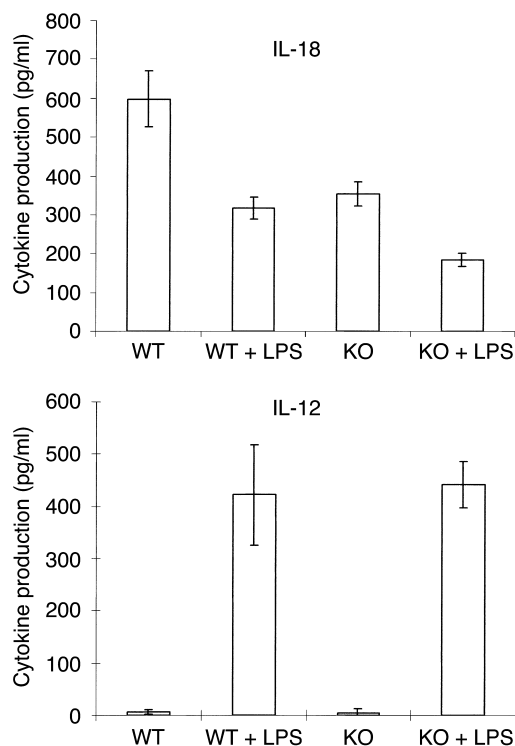 IL-18
Cytokine production (pg/ml)
800
700
600
500
400
300
200
100
0
WT WT + LPS KO KO + LPS
IL-12
Cytokine production (pg/ml)
600
500
400
300
200
100
0
WT WT + LPS KO KO + LPS